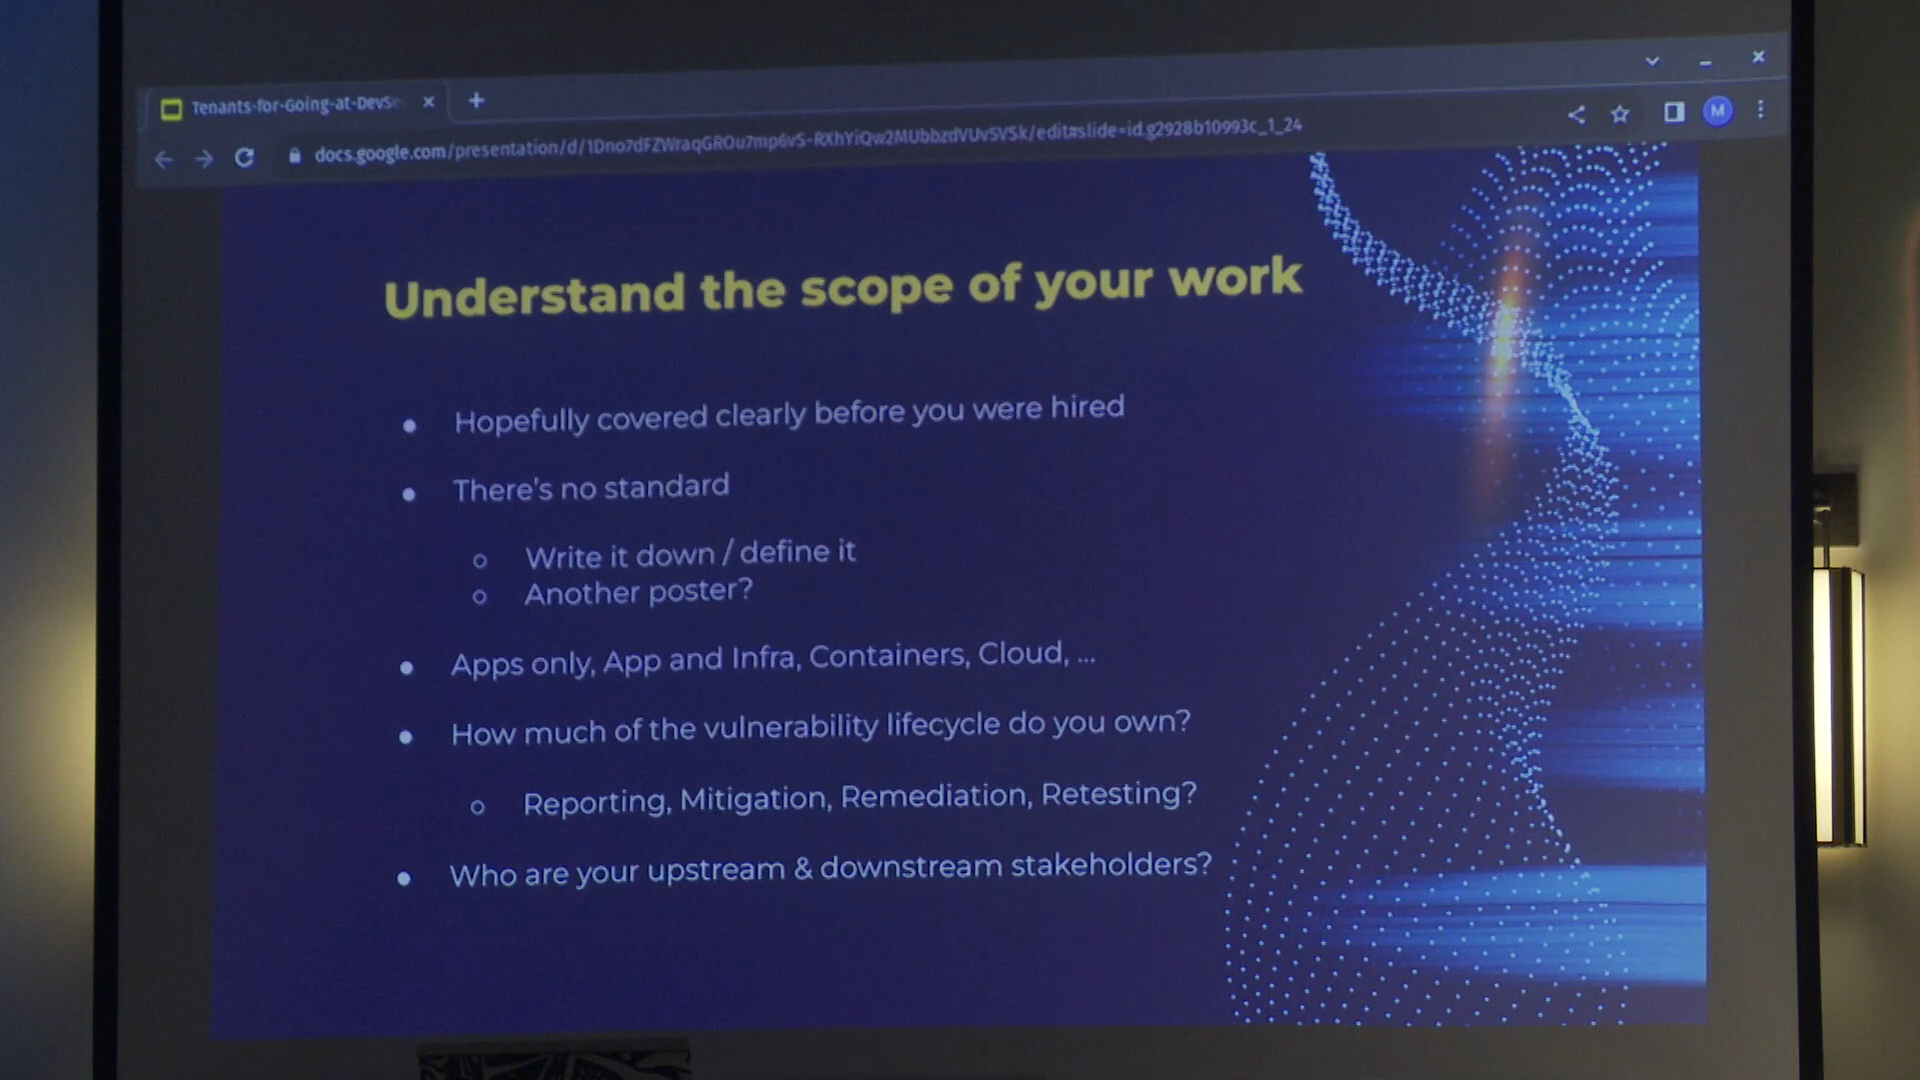 Tenants-for-Going-at-DevSe
docs.google.com/presentation/d/1Dno7dFZWraqGROu7mp6vS-RXhYiQw2MUbbzdVUvSVSk/edit#slide=id.g2928b10993c_1_24
M
Understand the scope of your work
● Hopefully covered clearly before you were hired
● There's no standard
○ Write it down / define it
○ Another poster?
● Apps only, App and Infra, Containers, Cloud, ...
● How much of the vulnerability lifecycle do you own?
○ Reporting, Mitigation, Remediation, Retesting?
● Who are your upstream & downstream stakeholders?